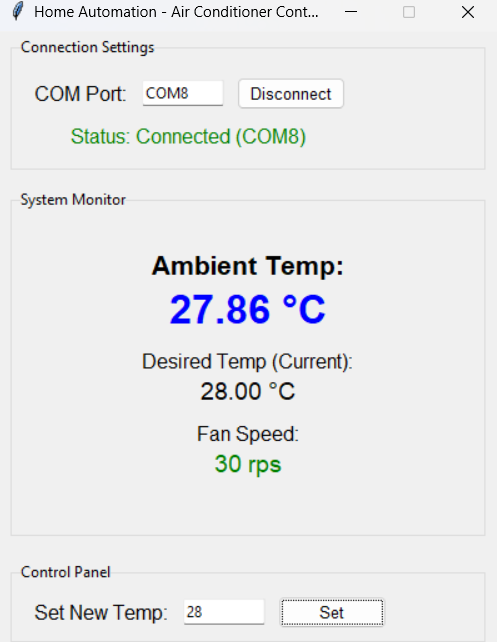 Home Automation - Air Conditioner Cont...
Connection Settings
COM Port: COM8 Disconnect
Status: Connected (COM8)
System Monitor
Ambient Temp:
27.86 °C
Desired Temp (Current):
28.00 °C
Fan Speed:
30 rps
Control Panel
Set New Temp: 28 Set